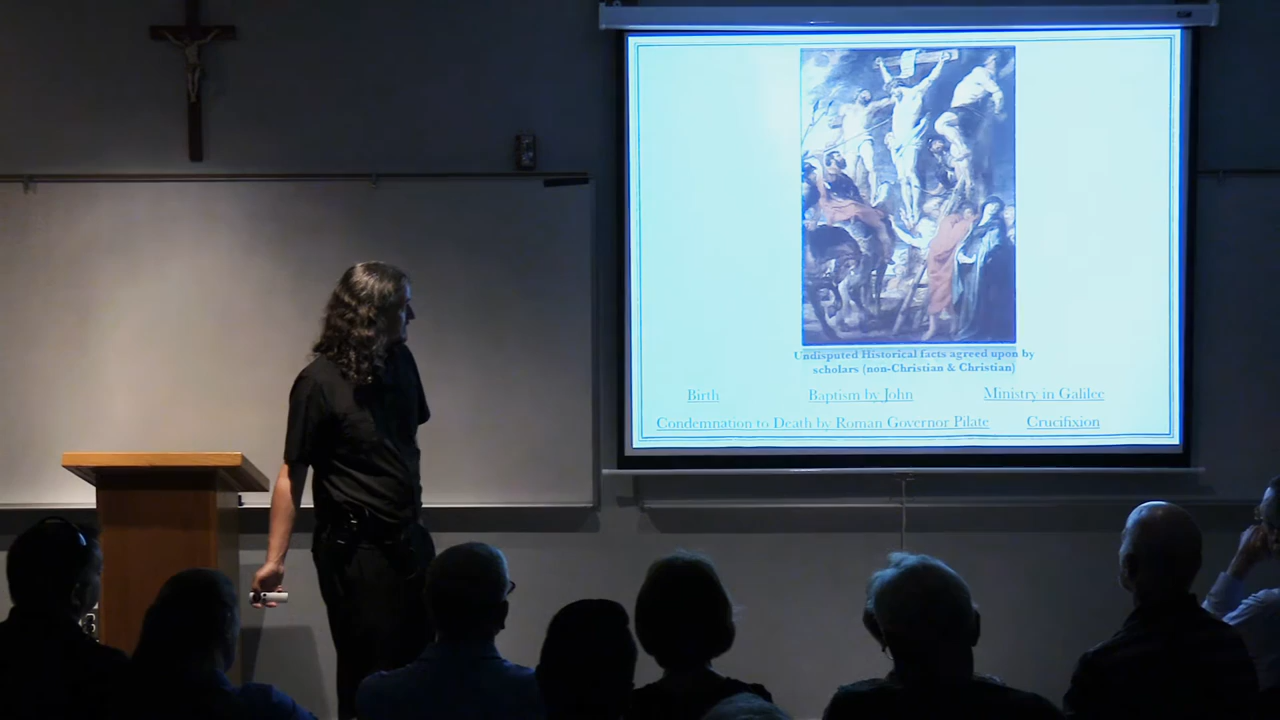 Undisputed Historical facts agreed upon by
scholars (non-Christian & Christian)
Birth Baptism by John Ministry in Galilee
Condemnation to Death by Roman Governor Pilate Crucifixion